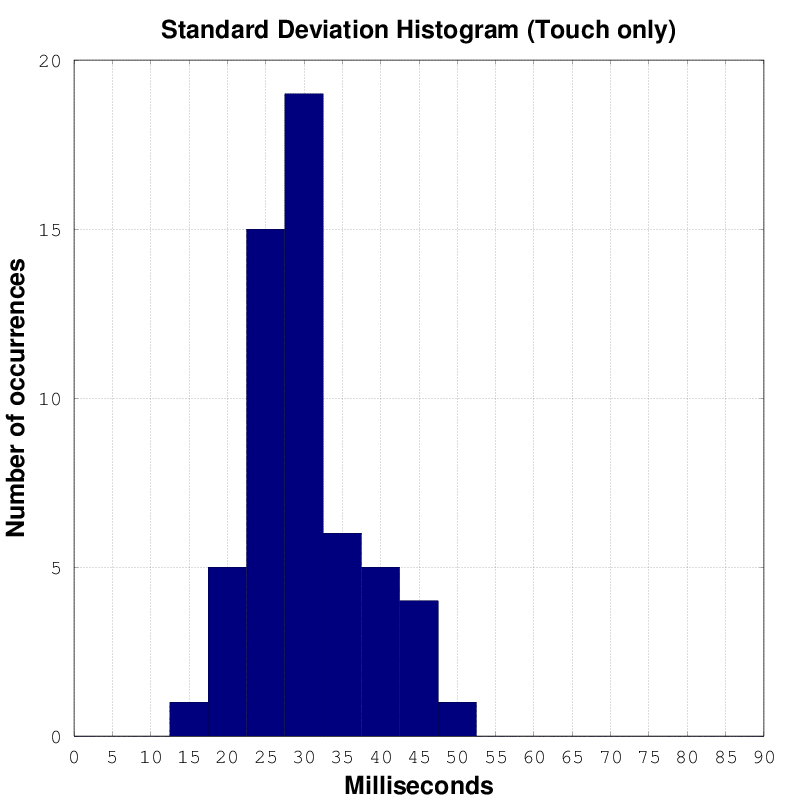 Standard Deviation Histogram (Touch only)
20
15
10
5
0
Number of occurrences
0 5 10 15 20 25 30 35 40 45 50 55 60 65 70 75 80 85 90
Milliseconds